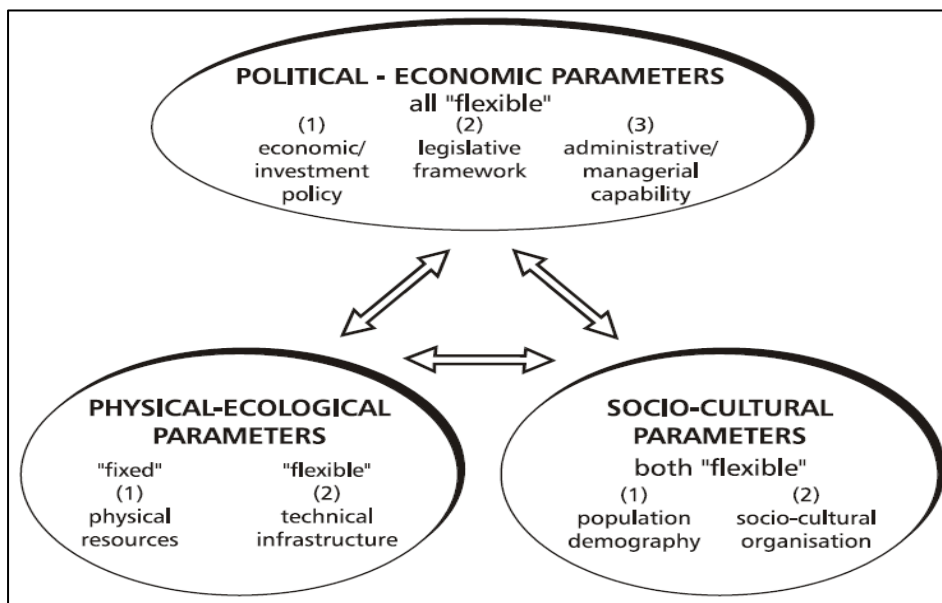 POLITICAL - ECONOMIC PARAMETERS
all "flexible"
(1) (2) (3)
economic/ legislative administrative/
investment framework managerial
policy capability
PHYSICAL-ECOLOGICAL
PARAMETERS
"fixed" "flexible"
(1) (2)
physical technical
resources infrastructure
SOCIO-CULTURAL
PARAMETERS
both "flexible"
(1) (2)
population socio-cultural
demography organisation